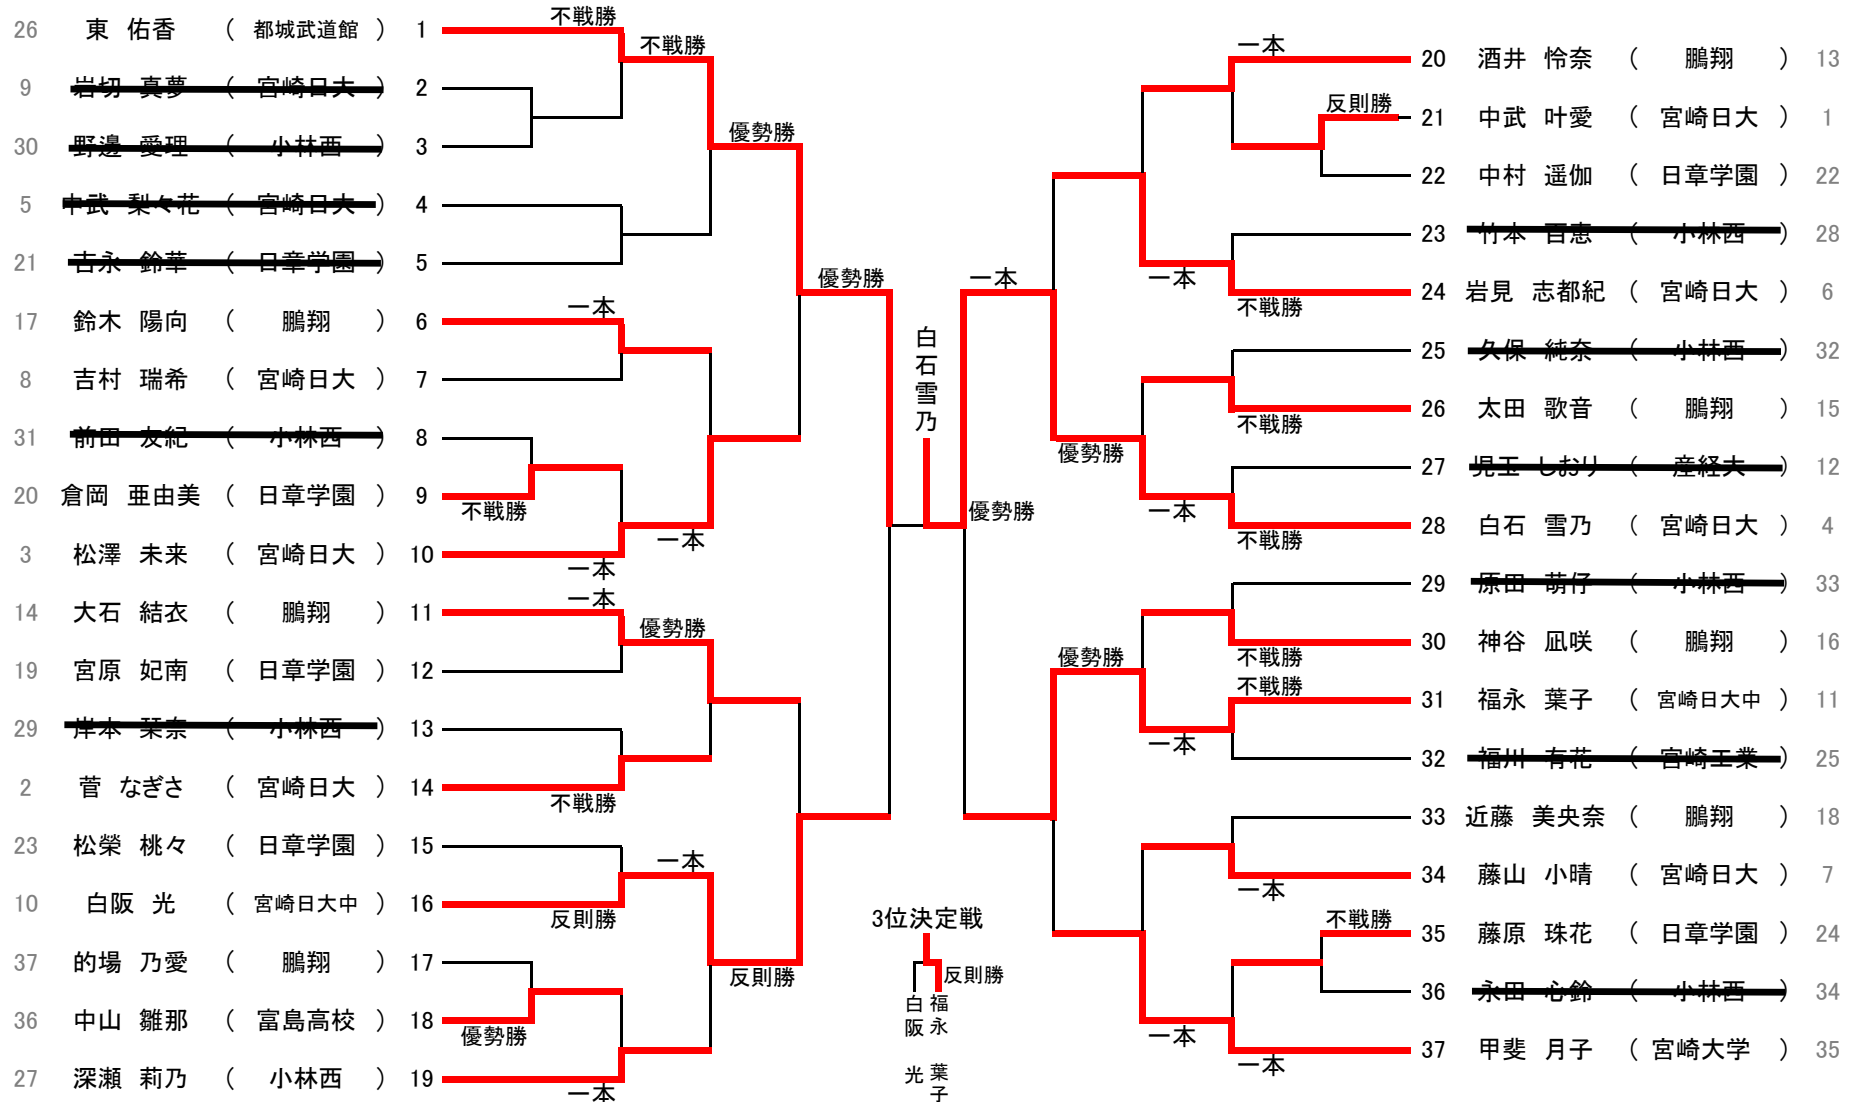 26 東 佑香 ( 都城武道館 ) 1
9 岩切 真夢 ( 宮崎日大 ) 2
30 野邊 愛理 ( 小林西 ) 3
5 中武 梨々花 ( 宮崎日大 ) 4
21 吉永 鈴華 ( 日章学園 ) 5
17 鈴木 陽向 ( 鵬翔 ) 6
8 吉村 瑞希 ( 宮崎日大 ) 7
31 前田 友紀 ( 小林西 ) 8
20 倉岡 亜由美 ( 日章学園 ) 9
3 松澤 未来 ( 宮崎日大 ) 10
14 大石 結衣 ( 鵬翔 ) 11
19 宮原 妃南 ( 日章学園 ) 12
29 岸本 栞奈 ( 小林西 ) 13
2 菅 なぎさ ( 宮崎日大 ) 14
23 松榮 桃々 ( 日章学園 ) 15
10 白阪 光 ( 宮崎日大中 ) 16
37 的場 乃愛 ( 鵬翔 ) 17
36 中山 雛那 ( 富島高校 ) 18
27 深瀬 莉乃 ( 小林西 ) 19
不戦勝
不戦勝
優勢勝
優勢勝
一本
不戦勝
一本
一本
一本
優勢勝
不戦勝
一本
反則勝
反則勝
優勢勝
一本
白石雪乃
優勢勝
3位決定戦
反則勝
白阪 光
福永 葉子
一本
反則勝
一本
一本
不戦勝
不戦勝
優勢勝
一本
不戦勝
優勢勝
不戦勝
不戦勝
一本
一本
不戦勝
一本
一本
20 酒井 怜奈 ( 鵬翔 ) 13
21 中武 叶愛 ( 宮崎日大 ) 1
22 中村 遥伽 ( 日章学園 ) 22
23 竹本 百恵 ( 小林西 ) 28
24 岩見 志都紀 ( 宮崎日大 ) 6
25 久保 純奈 ( 小林西 ) 32
26 太田 歌音 ( 鵬翔 ) 15
27 児玉 しおり ( 産経大 ) 12
28 白石 雪乃 ( 宮崎日大 ) 4
29 原田 萌仔 ( 小林西 ) 33
30 神谷 凪咲 ( 鵬翔 ) 16
31 福永 葉子 ( 宮崎日大中 ) 11
32 福川 有花 ( 宮崎工業 ) 25
33 近藤 美央奈 ( 鵬翔 ) 18
34 藤山 小晴 ( 宮崎日大 ) 7
35 藤原 珠花 ( 日章学園 ) 24
36 永田 心鈴 ( 小林西 ) 34
37 甲斐 月子 ( 宮崎大学 ) 35